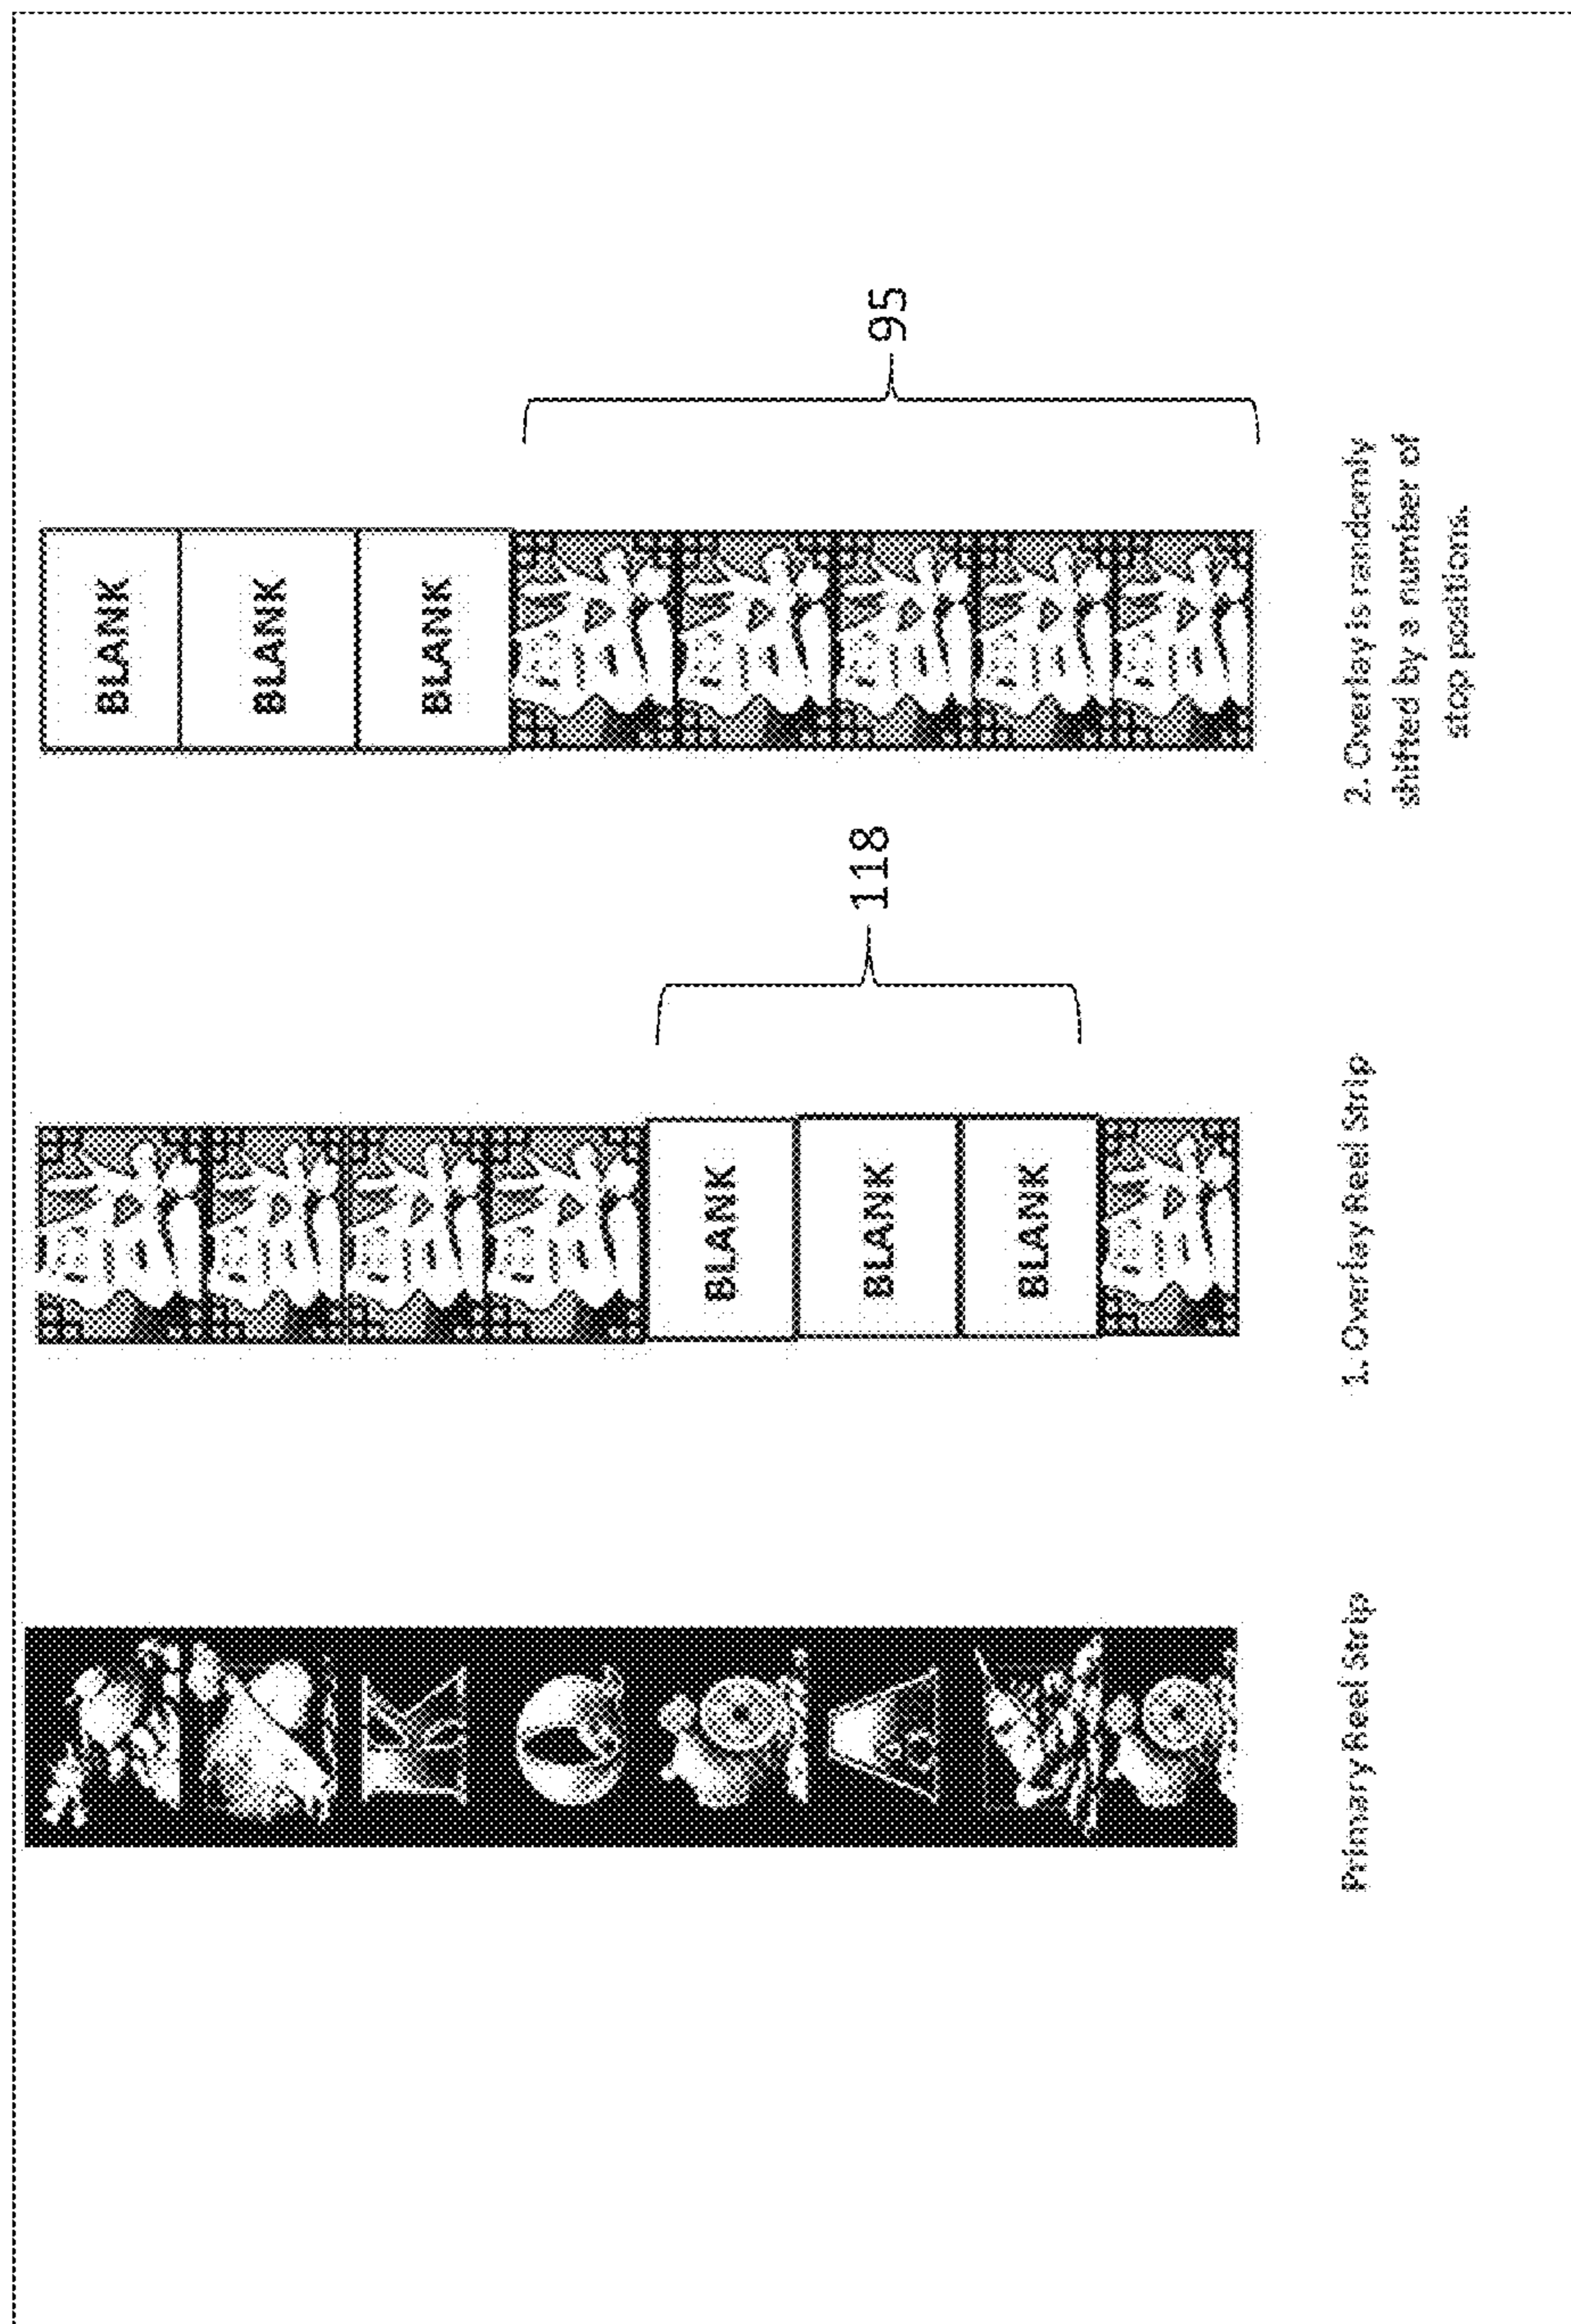 Primary Reel Strip
BLANK
BLANK
BLANK
118
1. Overlay Reel Strip
BLANK
BLANK
BLANK
95
2. Overlay is randomly
shifted by a number of
stop postions.